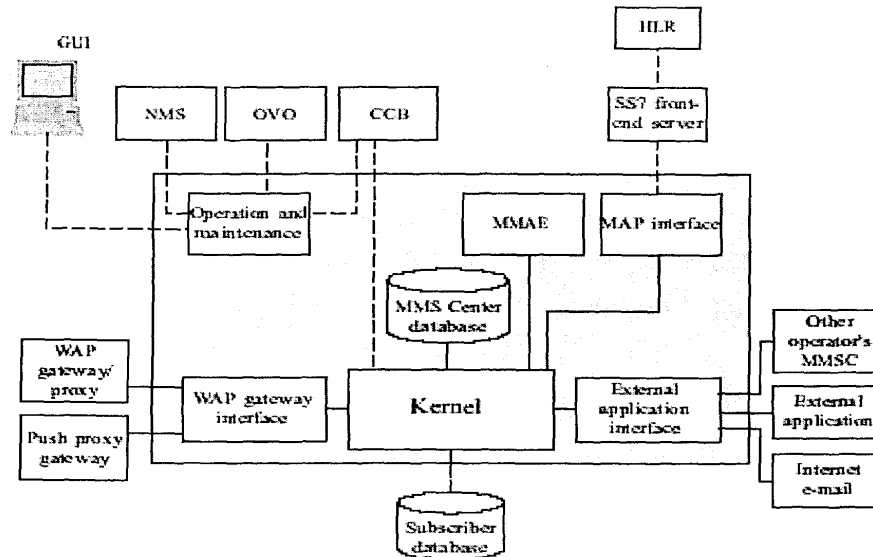 HLR
GUI
NMS
OVO
CCB
SS7 front-
end server
Operation and
maintenance
MMAE
MAP interface
MMS Center
database
Other
operator's
MMSC
WAP
gateway/
proxy
WAP gateway
interface
Kernel
External
application
interface
External
application
Push proxy
gateway
Internet
e-mail
Subscriber
database